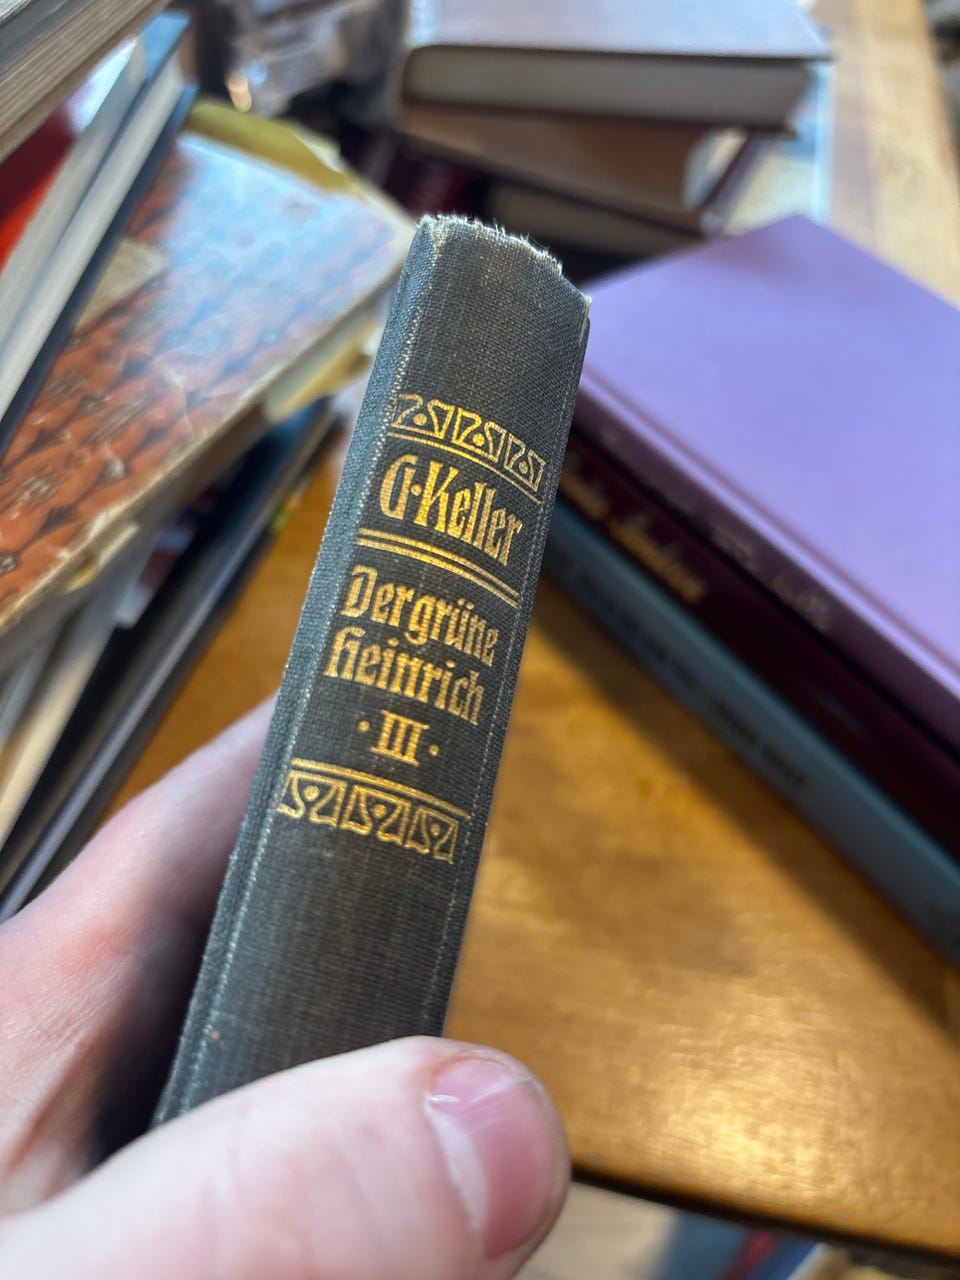 G·Keller
Der grüne
Heinrich
·III·